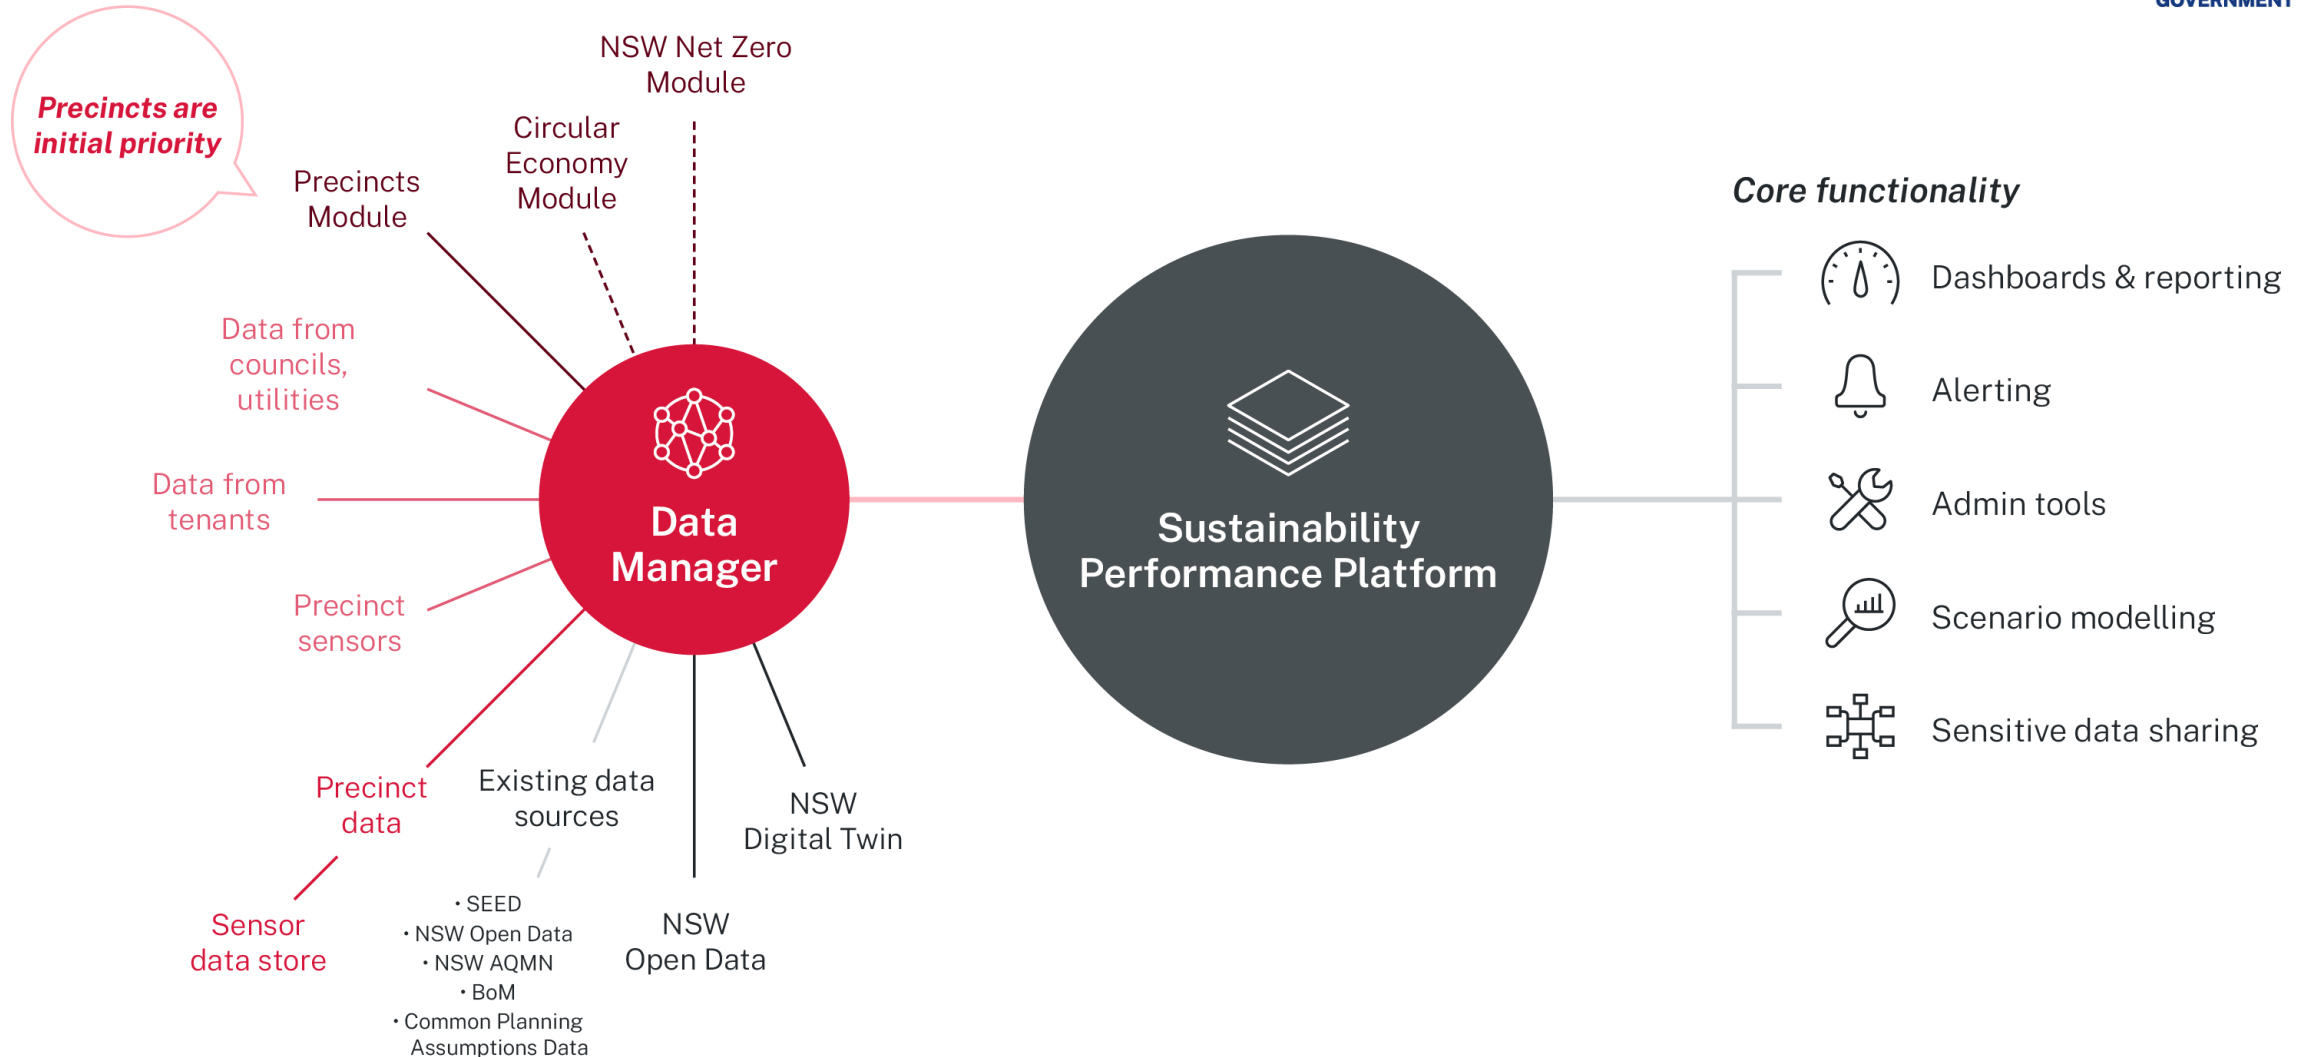 GOVERNMENT
Precincts are
initial priority
NSW Net Zero
Module
Circular
Economy
Module
Precincts
Module
Data from
councils,
utilities
Data from
tenants
Precinct
sensors
Precinct
data
Sensor
data store
Existing data
sources
• SEED
• NSW Open Data
• NSW AQMN
• BoM
• Common Planning
Assumptions Data
NSW
Open Data
NSW
Digital Twin
Data
Manager
Sustainability
Performance Platform
Core functionality
Dashboards & reporting
Alerting
Admin tools
Scenario modelling
Sensitive data sharing